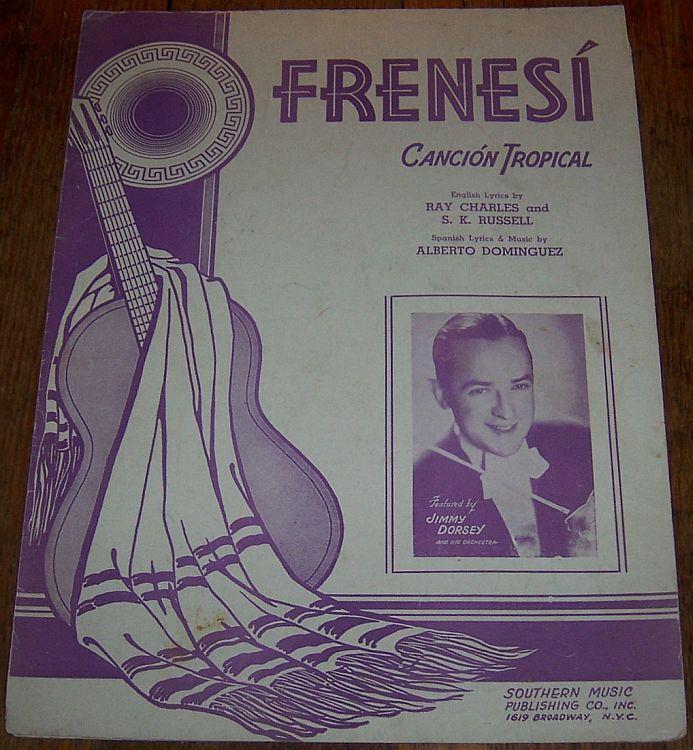 FRENESÍ
CANCIÓN TROPICAL
English Lyrics by
RAY CHARLES and
S. K. RUSSELL
Spanish Lyrics & Music by
ALBERTO DOMINGUEZ
Featured by
JIMMY
DORSEY
AND HIS ORCHESTRA
SOUTHERN MUSIC
PUBLISHING CO., INC.
1619 BROADWAY, N.Y.C.